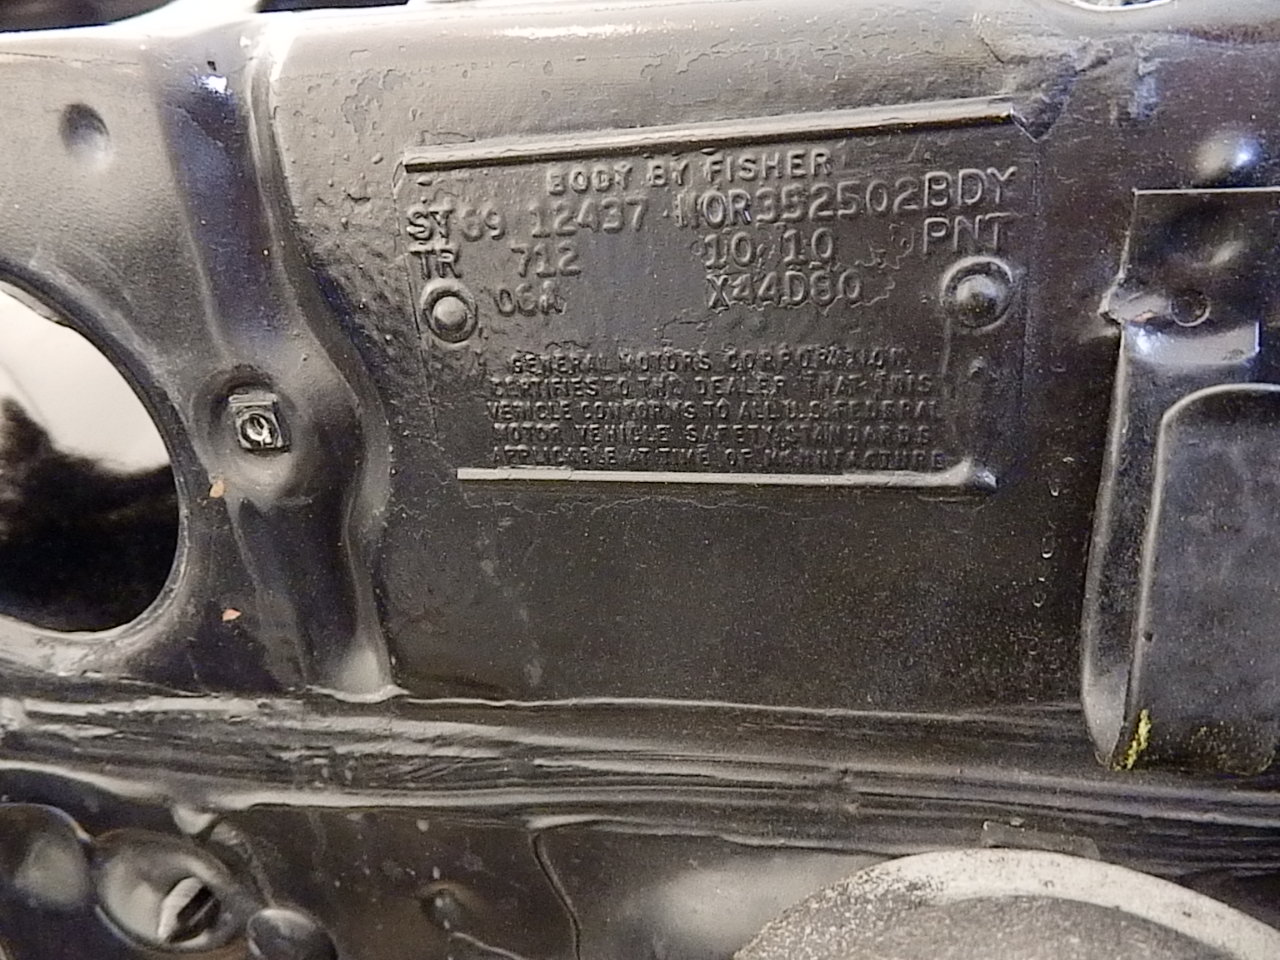 BODY BY FISHER
ST 69 12437 NOR352502 BDY
TR 712 10 10 PNT
06A X44D80
GENERAL MOTORS CORPORATION
CERTIFIES TO THE DEALER THAT THIS
VEHICLE CONFORMS TO ALL U.S. FEDERAL
MOTOR VEHICLE SAFETY STANDARDS
APPLICABLE AT TIME OF MANUFACTURE